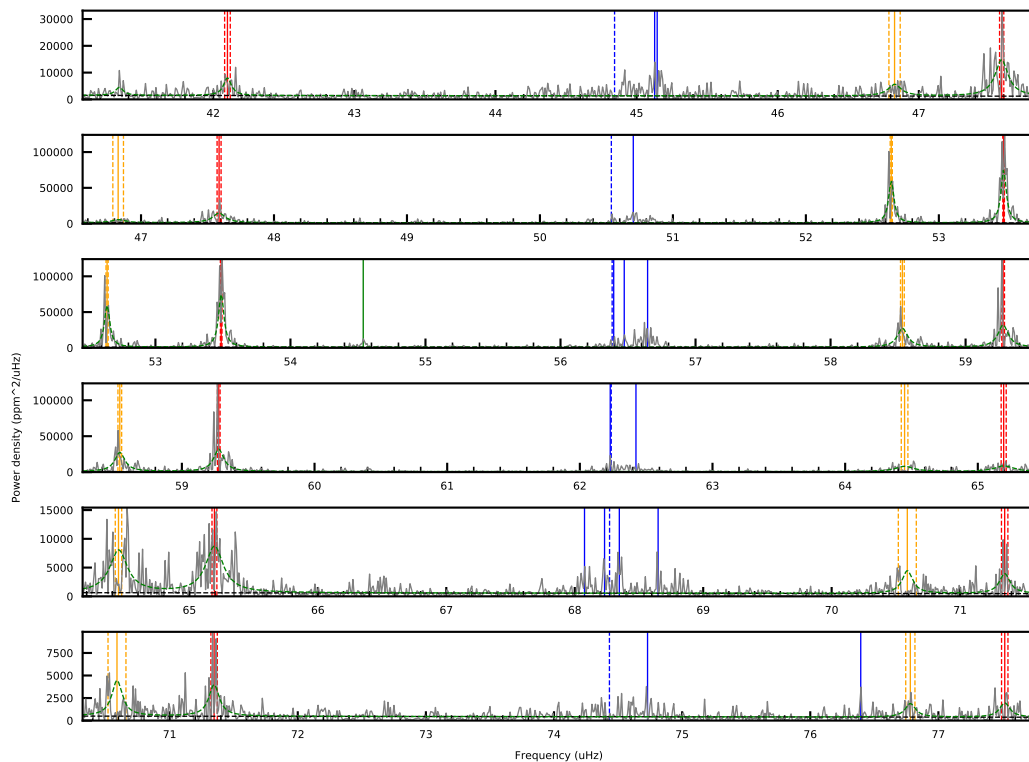 30000
20000
10000
0
42 43 44 45 46 47
100000
50000
0
47 48 49 50 51 52 53
100000
50000
0
53 54 55 56 57 58 59
100000
50000
0
59 60 61 62 63 64 65
Power density (ppm^2/uHz)
15000
10000
5000
0
65 66 67 68 69 70 71
7500
5000
2500
0
71 72 73 74 75 76 77
Frequency (uHz)